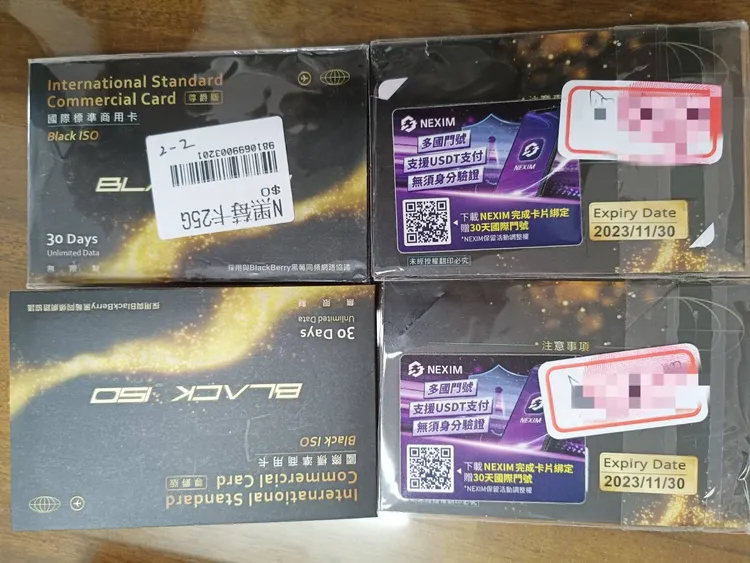 International Standard
Commercial Card 尊爵版
國際標準商用卡
Black ISO
2-2
90106099003201
$0
N黑莓卡25G
30 Days
Unlimited Data
無限制
採用與BlackBerry黑莓同級網路協議
NEXIM
多國門號
支援USDT支付
無須身分驗證
NEXIM
下載 NEXIM 完成卡片綁定
贈30天國際門號
*NEXIM保留活動調整權
未經授權翻印必究
Expiry Date
2023/11/30
International Standard
Commercial Card 尊爵版
國際標準商用卡
Black ISO
BLACK ISO
30 Days
Unlimited Data
無限制
採用與BlackBerry黑莓同級網路協議
注意事項
NEXIM
多國門號
支援USDT支付
無須身分驗證
NEXIM
下載 NEXIM 完成卡片綁定
贈30天國際門號
*NEXIM保留活動調整權
Expiry Date
2023/11/30